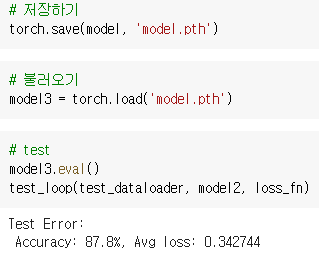 # 저장하기
torch.save(model, 'model.pth')
# 불러오기
model3 = torch.load('model.pth')
# test
model3.eval()
test_loop(test_dataloader, model2, loss_fn)
Test Error:
Accuracy: 87.8%, Avg loss: 0.342744